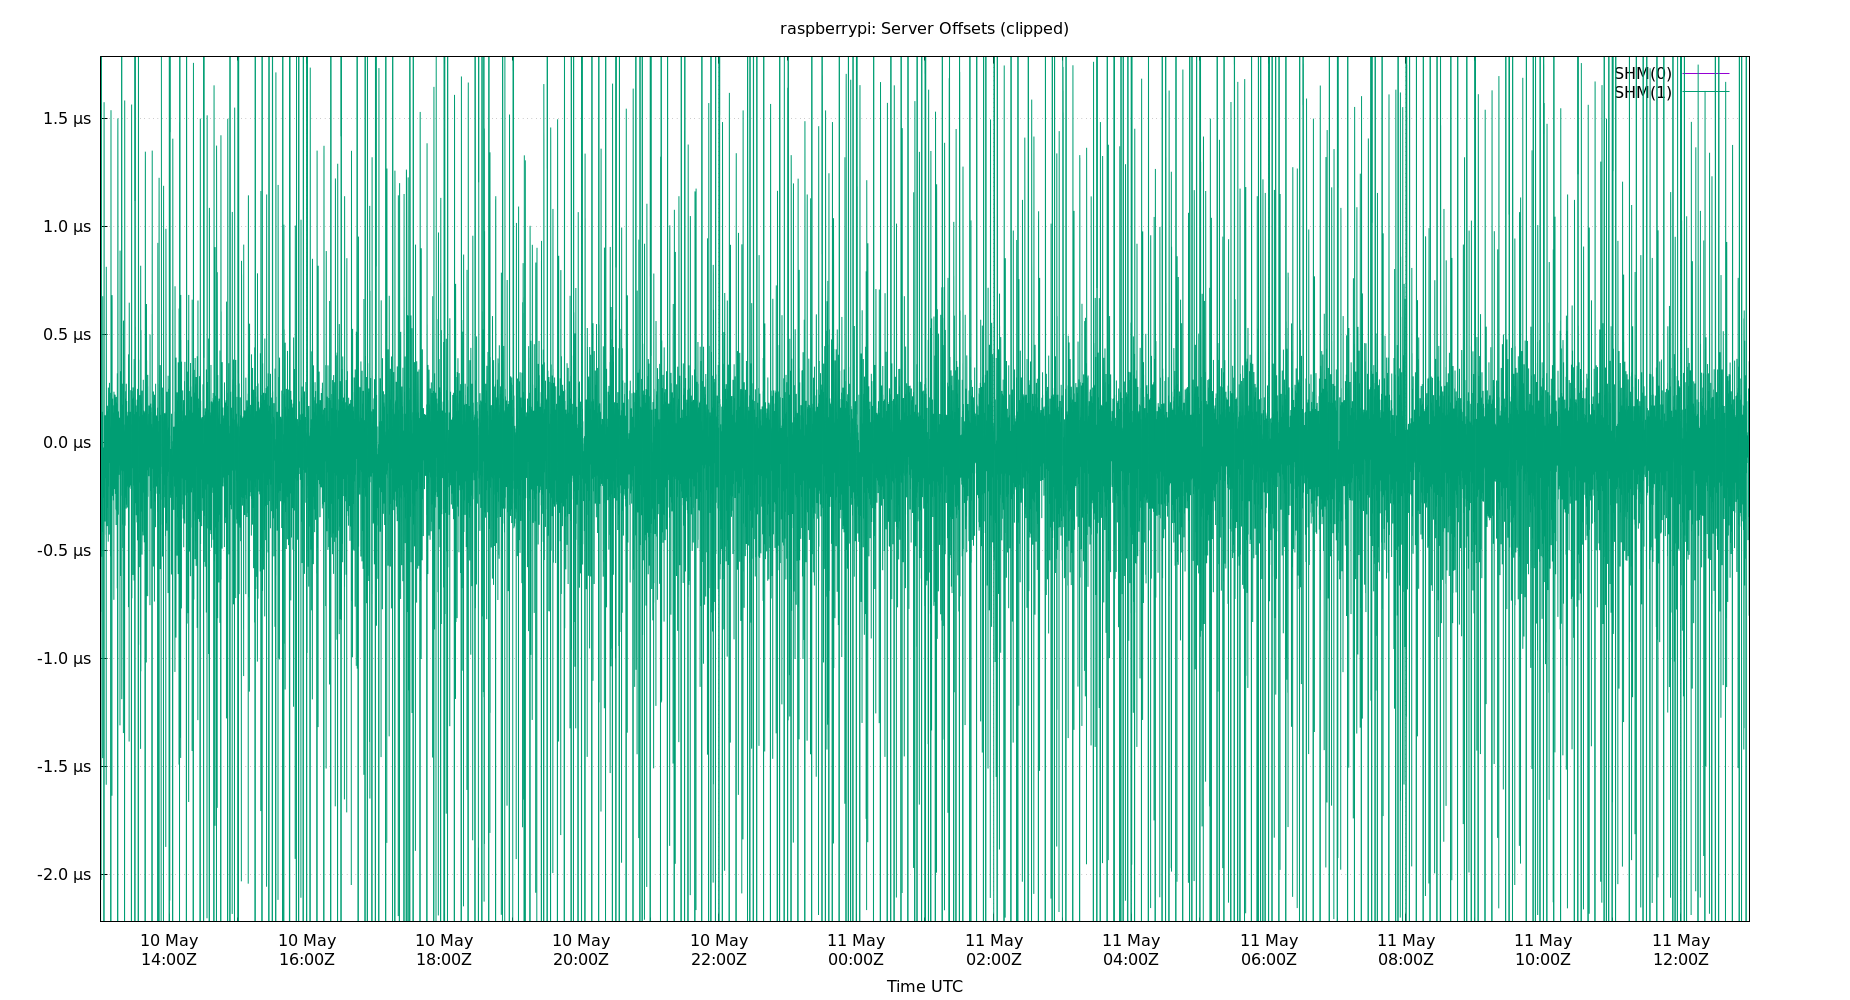 raspberrypi: Server Offsets (clipped)
SHM(0)
SHM(1)
1.5 µs
1.0 µs
0.5 µs
0.0 µs
-0.5 µs
-1.0 µs
-1.5 µs
-2.0 µs
10 May 10 May 10 May 10 May 10 May 11 May 11 May 11 May 11 May 11 May 11 May 11 May
14:00Z 16:00Z 18:00Z 20:00Z 22:00Z 00:00Z 02:00Z 04:00Z 06:00Z 08:00Z 10:00Z 12:00Z
Time UTC